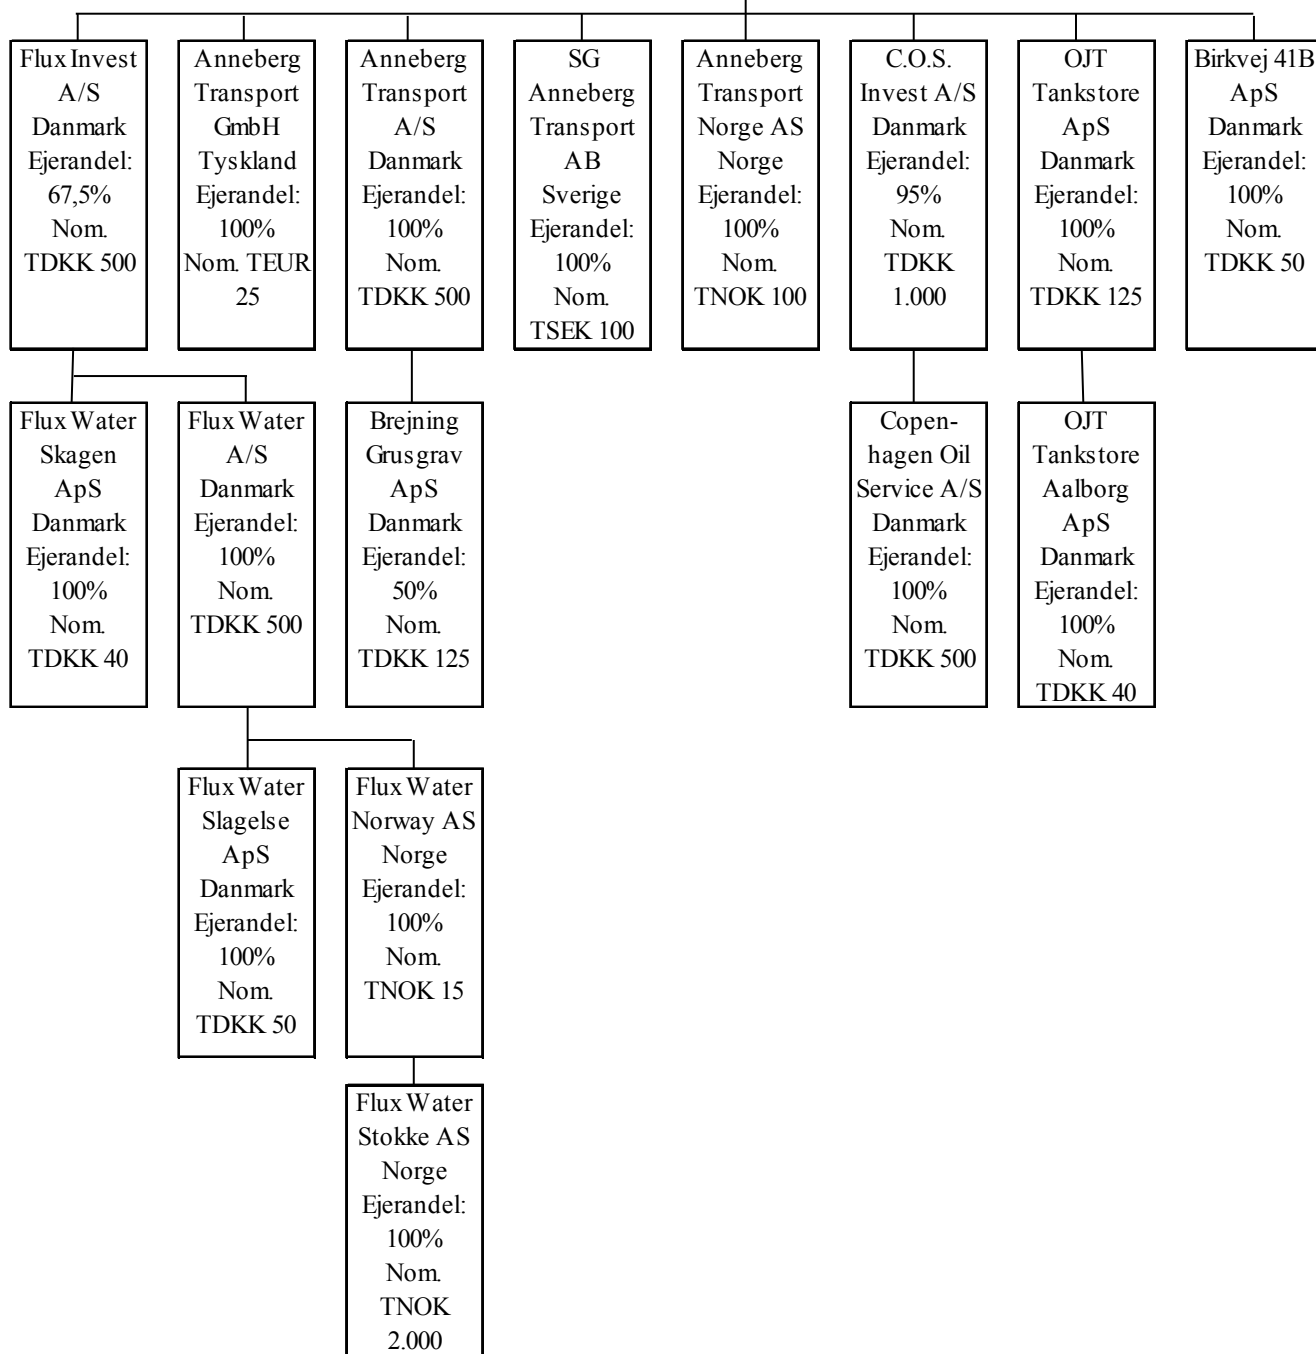 Flux Invest
A/S
Danmark
Ejerandel:
67,5%
Nom.
TDKK 500
Anneberg
Transport
GmbH
Tyskland
Ejerandel:
100%
Nom. TEUR
25
Anneberg
Transport
A/S
Danmark
Ejerandel:
100%
Nom.
TDKK 500
SG
Anneberg
Transport
AB
Sverige
Ejerandel:
100%
Nom.
TSEK 100
Anneberg
Transport
Norge AS
Norge
Ejerandel:
100%
Nom.
TNOK 100
C.O.S.
Invest A/S
Danmark
Ejerandel:
95%
Nom.
TDKK
1.000
OJT
Tankstore
ApS
Danmark
Ejerandel:
100%
Nom.
TDKK 125
Birkvej 41B
ApS
Danmark
Ejerandel:
100%
Nom.
TDKK 50
Flux Water
Skagen
ApS
Danmark
Ejerandel:
100%
Nom.
TDKK 40
Flux Water
A/S
Danmark
Ejerandel:
100%
Nom.
TDKK 500
Brejning
Grusgrav
ApS
Danmark
Ejerandel:
50%
Nom.
TDKK 125
Copen-
hagen Oil
Service A/S
Danmark
Ejerandel:
100%
Nom.
TDKK 500
OJT
Tankstore
Aalborg
ApS
Danmark
Ejerandel:
100%
Nom.
TDKK 40
Flux Water
Slagelse
ApS
Danmark
Ejerandel:
100%
Nom.
TDKK 50
Flux Water
Norway AS
Norge
Ejerandel:
100%
Nom.
TNOK 15
Flux Water
Stokke AS
Norge
Ejerandel:
100%
Nom.
TNOK
2.000